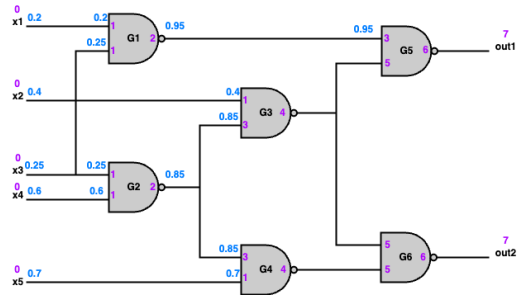 0
x1 0.2 0.2 1 G1 2 0.95 0.95 3 G5 6 7 out1
0.25 1 5
0
x2 0.4 0.4 1 G3 4
0.85 3
0
x3 0.25 0.25 1 G2 2 0.85
0
x4 0.6 0.6 1
0.85 3 G4 4 5 G6 6 7 out2
0
x5 0.7 0.7 1 5